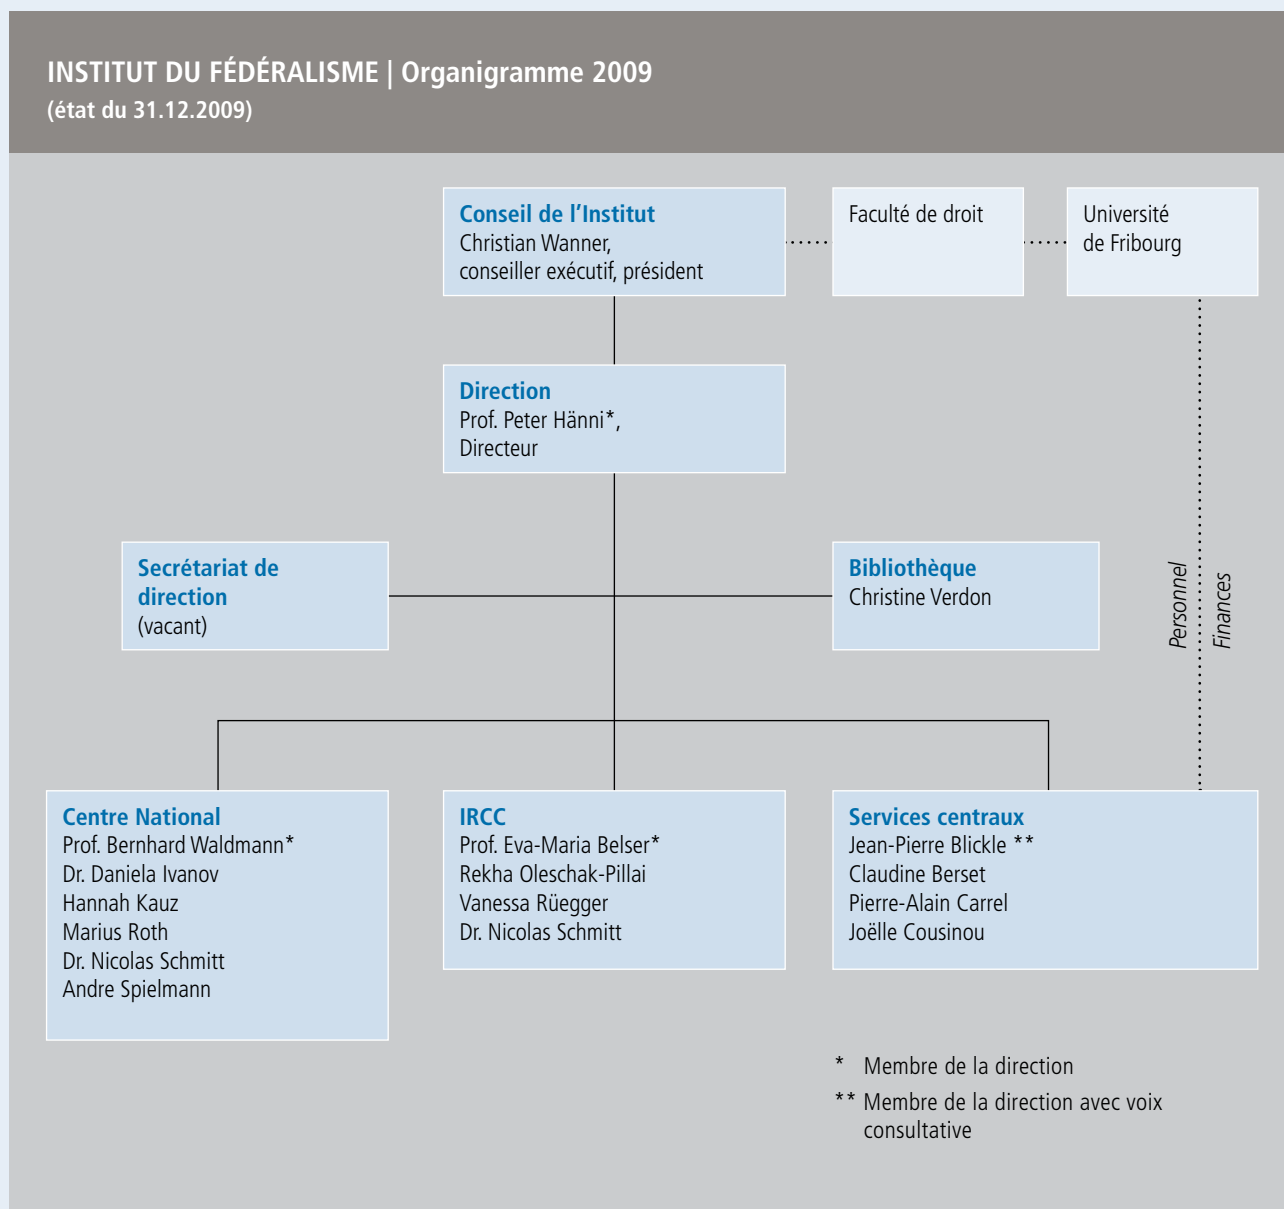 INSTITUT DU FÉDÉRALISME | Organigramme 2009
(état du 31.12.2009)
Conseil de l’Institut
Christian Wanner,
conseiller exécutif, président
Faculté de droit
Université
de Fribourg
Direction
Prof. Peter Hänni*,
Directeur
Secrétariat de
direction
(vacant)
Bibliothèque
Christine Verdon
Personnel
Finances
Centre National
Prof. Bernhard Waldmann*
Dr. Daniela Ivanov
Hannah Kauz
Marius Roth
Dr. Nicolas Schmitt
Andre Spielmann
IRCC
Prof. Eva-Maria Belser*
Rekha Oleschak-Pillai
Vanessa Rüegger
Dr. Nicolas Schmitt
Services centraux
Jean-Pierre Blickle **
Claudine Berset
Pierre-Alain Carrel
Joëlle Cousinou
* Membre de la direction
** Membre de la direction avec voix
consultative